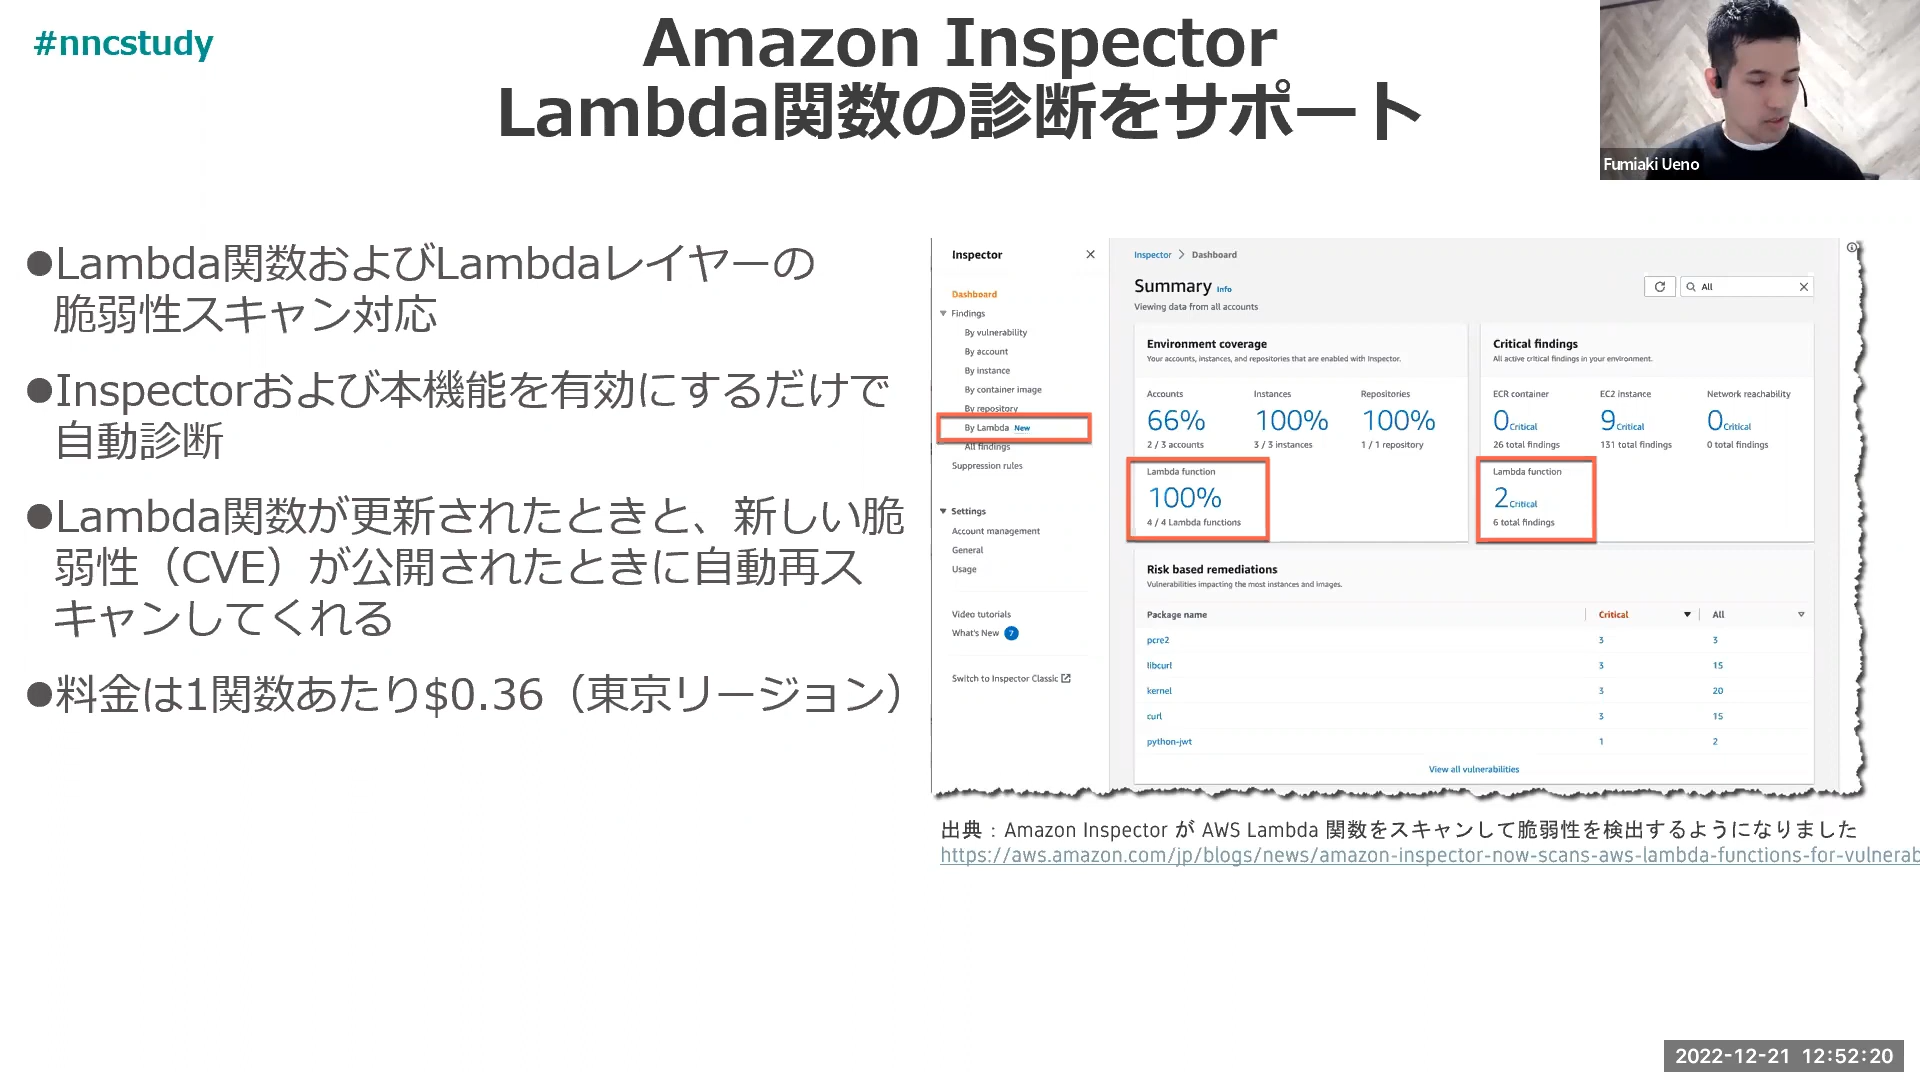 #nncstudy
Amazon Inspector
Lambda関数の診断をサポート
Fumiaki Ueno
●Lambda関数およびLambdaレイヤーの
脆弱性スキャン対応
●Inspectorおよび本機能を有効にするだけで
自動診断
●Lambda関数が更新されたときと、新しい脆
弱性（CVE）が公開されたときに自動再ス
キャンしてくれる
●料金は1関数あたり$0.36（東京リージョン）
Inspector
Dashboard
Findings
By vulnerability
By account
By instance
By container image
By repository
By Lambda New
All findings
Suppression rules
Settings
Account management
General
Usage
Video tutorials
What's New 7
Switch to Inspector Classic
Inspector > Dashboard
Summary Info
Viewing data from all accounts
All
Environment coverage
Your accounts, instances, and repositories that are enabled with Inspector.
Accounts Instances Repositories
66% 100% 100%
2 / 3 accounts 3 / 3 instances 1 / 1 repository
Lambda function
100%
4 / 4 Lambda functions
Critical findings
All active critical findings in your environment.
ECR container EC2 instance Network reachability
0 Critical 9 Critical 0 Critical
26 total findings 131 total findings 0 total findings
Lambda function
2 Critical
6 total findings
Risk based remediations
Vulnerabilities impacting the most instances and images.
Package name Critical All
pcre2 3 3
libcurl 3 15
kernel 3 20
curl 3 15
python-jwt 1 2
View all vulnerabilities
出典：Amazon Inspector が AWS Lambda 関数をスキャンして脆弱性を検出するようになりました
https://aws.amazon.com/jp/blogs/news/amazon-inspector-now-scans-aws-lambda-functions-for-vulnerab
2022-12-21 12:52:20